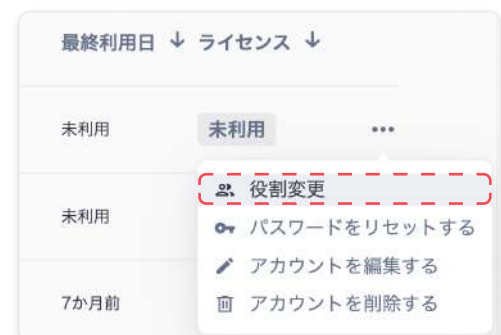 最終利用日 ↓ ライセンス ↓
未利用 未利用 •••
役割変更
未利用
パスワードをリセットする
アカウントを編集する
7か月前
アカウントを削除する